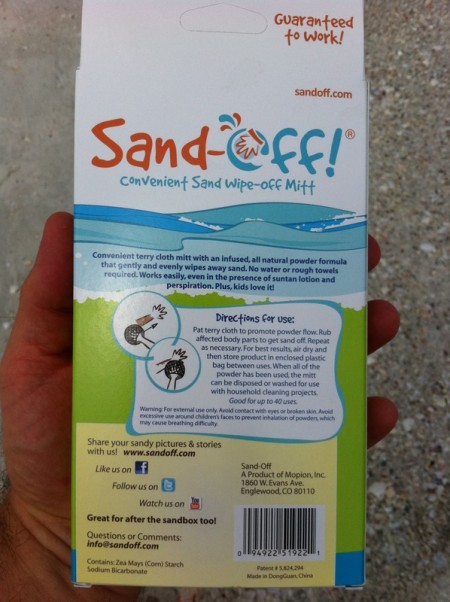 Guaranteed
to Work!
sandoff.com
Sand-Off!®
Convenient Sand Wipe-off Mitt
Convenient terry cloth mitt with an infused, all natural powder formula
that gently and evenly wipes away sand. No water or rough towels
required. Works easily, even in the presence of suntan lotion and
perspiration. Plus, kids love it!
Directions for use:
Pat terry cloth to promote powder flow. Rub
affected body parts to get sand off. Repeat
as necessary. For best results, air dry and
then store product in enclosed plastic
bag between uses. When all of the
powder has been used, the mitt
can be disposed or washed for use
with household cleaning projects.
Good for up to 40 uses.
Warning: For external use only. Avoid contact with eyes or broken skin. Avoid
excessive use around children's faces to prevent inhalation of powders, which
may cause breathing difficulty.
Share your sandy pictures & stories
with us! www.sandoff.com
Like us on f
Follow us on
Watch us on You Tube
Great for after the sandbox too!
Questions or Comments:
info@sandoff.com
Contains: Zea Mays (Corn) Starch
Sodium Bicarbonate
Sand-Off
A Product of Mopion, Inc.
1860 W. Evans Ave.
Englewood, CO 80110
0 94922 51922 1
Patent # 5,824,294
Made in DongGuan, China